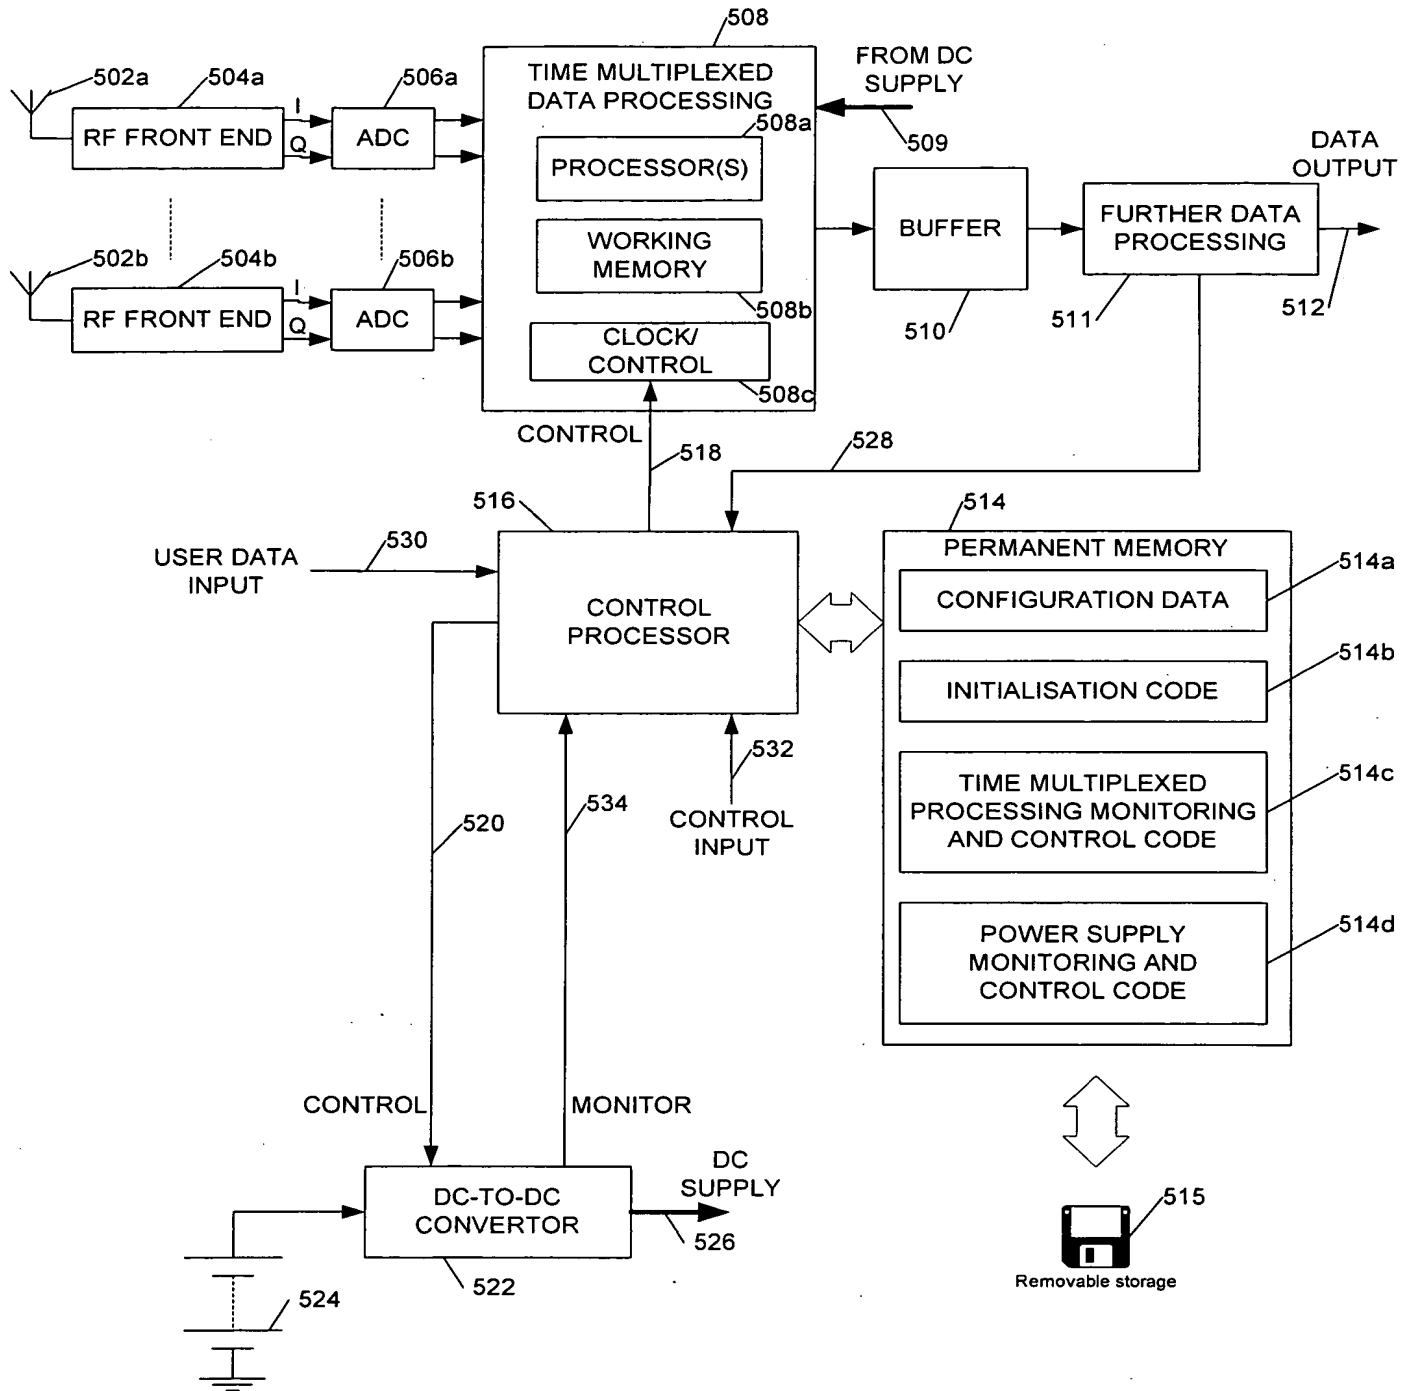 508
FROM DC
SUPPLY
502a
504a
506a
TIME MULTIPLEXED
DATA PROCESSING
RF FRONT END
I
Q
ADC
508a
PROCESSOR(S)
509
DATA
OUTPUT
502b
504b
506b
WORKING
MEMORY
508b
BUFFER
FURTHER DATA
PROCESSING
RF FRONT END
I
Q
ADC
510
511
512
CLOCK/
CONTROL
508c
CONTROL
518
528
516
514
USER DATA
INPUT
530
CONTROL
PROCESSOR
PERMANENT MEMORY
CONFIGURATION DATA
514a
INITIALISATION CODE
514b
532
CONTROL
INPUT
TIME MULTIPLEXED
PROCESSING MONITORING
AND CONTROL CODE
514c
520
534
POWER SUPPLY
MONITORING AND
CONTROL CODE
514d
CONTROL
MONITOR
DC-TO-DC
CONVERTOR
DC
SUPPLY
526
522
524
515
Removable storage